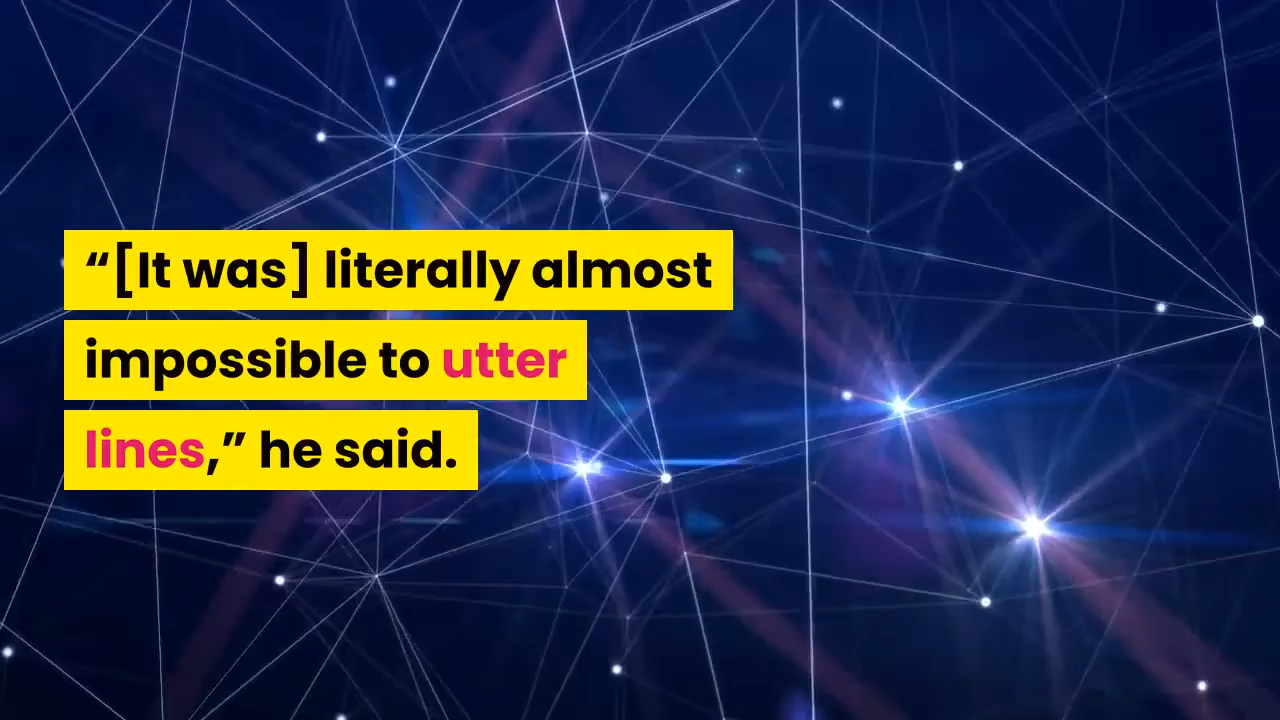 “[It was] literally almost
impossible to utter
lines,” he said.